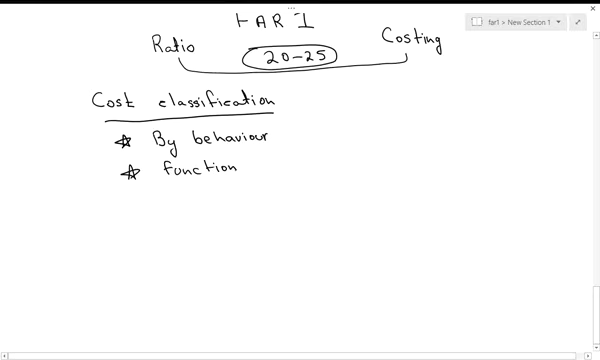 far1 > New Section 1
FAR I
Ratio
Costing
20-25
Cost classification
By behaviour
function